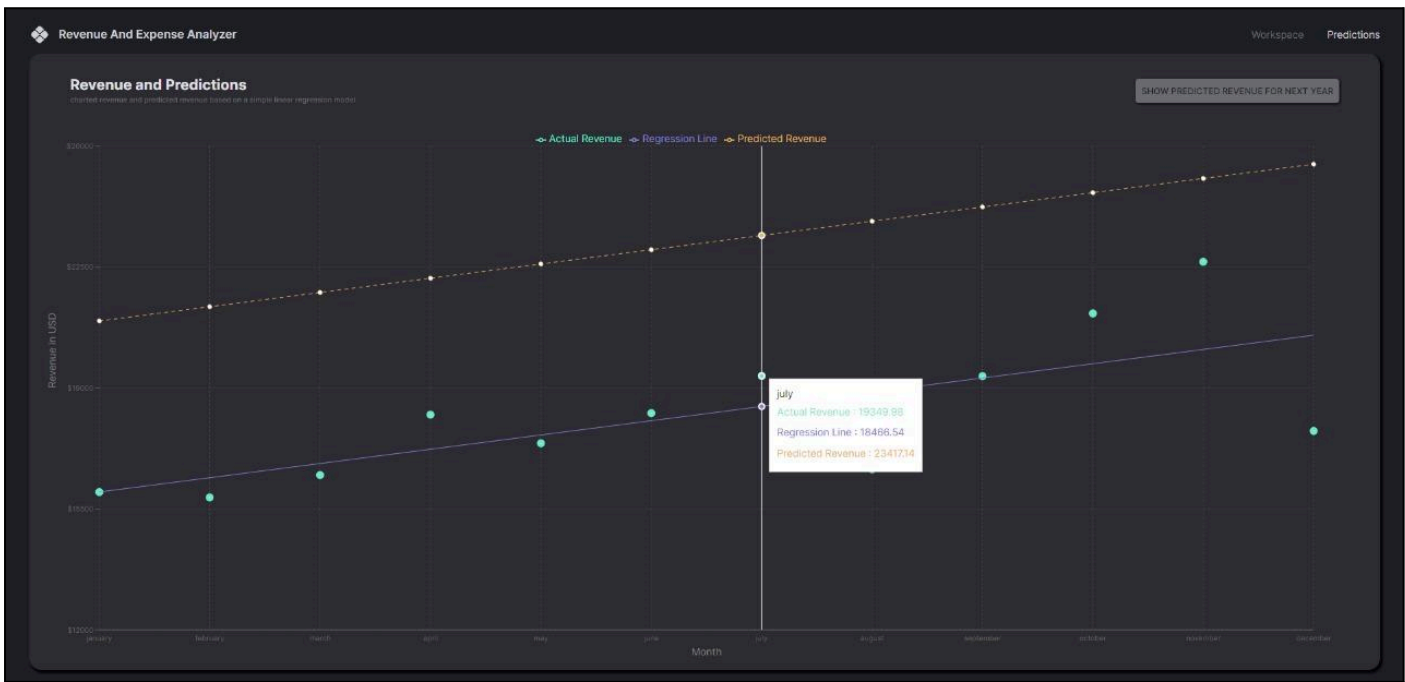 Revenue And Expense Analyzer
Workspace
Predictions
Revenue and Predictions
charted revenue and predicted revenue based on a simple linear regression model
SHOW PREDICTED REVENUE FOR NEXT YEAR
Actual Revenue Regression Line Predicted Revenue
$26000
$22500
$19000
$15500
$12000
Revenue in USD
july
Actual Revenue : 19349.98
Regression Line : 18466.54
Predicted Revenue : 23417.14
january february march april may june july august september october november december
Month